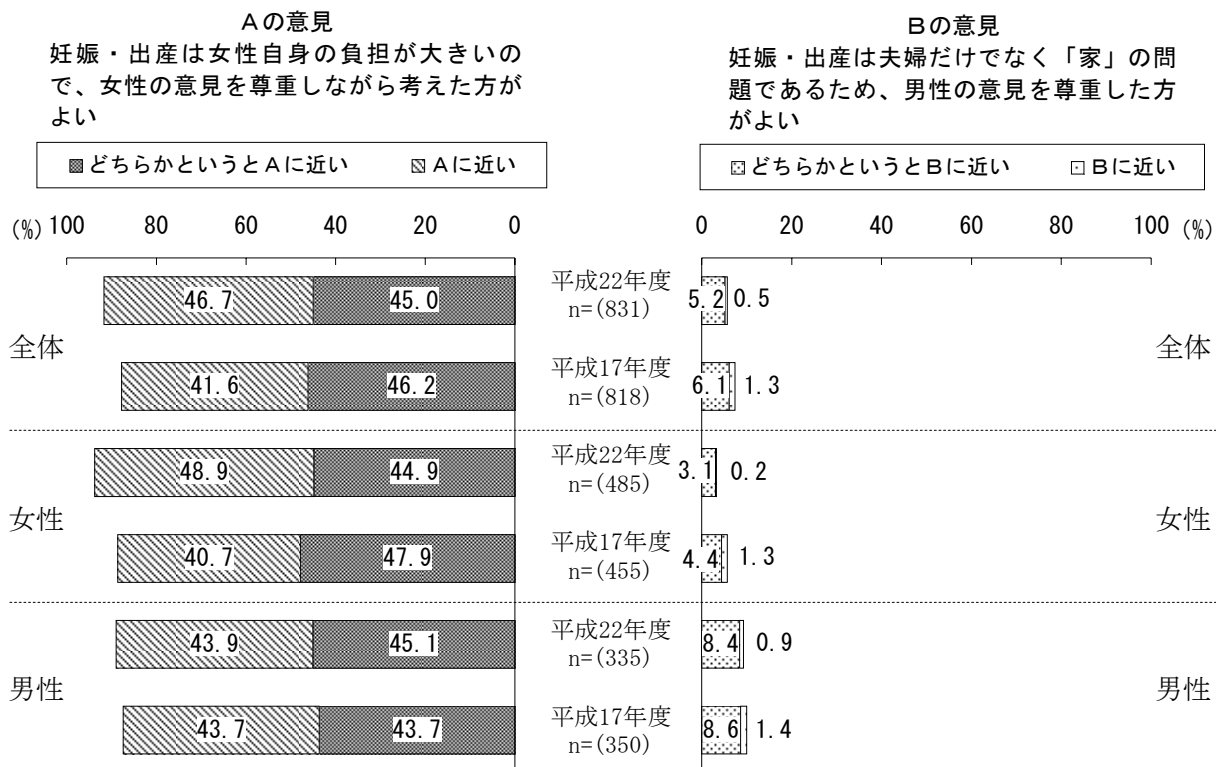 Aの意見
妊娠・出産は女性自身の負担が大きいの
で、女性の意見を尊重しながら考えた方が
よい
Bの意見
妊娠・出産は夫婦だけでなく「家」の問
題であるため、男性の意見を尊重した方
がよい
どちらかというとAに近い Aに近い
どちらかというとBに近い Bに近い
(%) 100 80 60 40 20 0
0 20 40 60 80 100 (%)
全体
平成22年度
n=(831)
46.7 45.0 5.2 0.5
平成17年度
n=(818)
41.6 46.2 6.1 1.3
全体
女性
平成22年度
n=(485)
48.9 44.9 3.1 0.2
平成17年度
n=(455)
40.7 47.9 4.4 1.3
女性
男性
平成22年度
n=(335)
43.9 45.1 8.4 0.9
平成17年度
n=(350)
43.7 43.7 8.6 1.4
男性